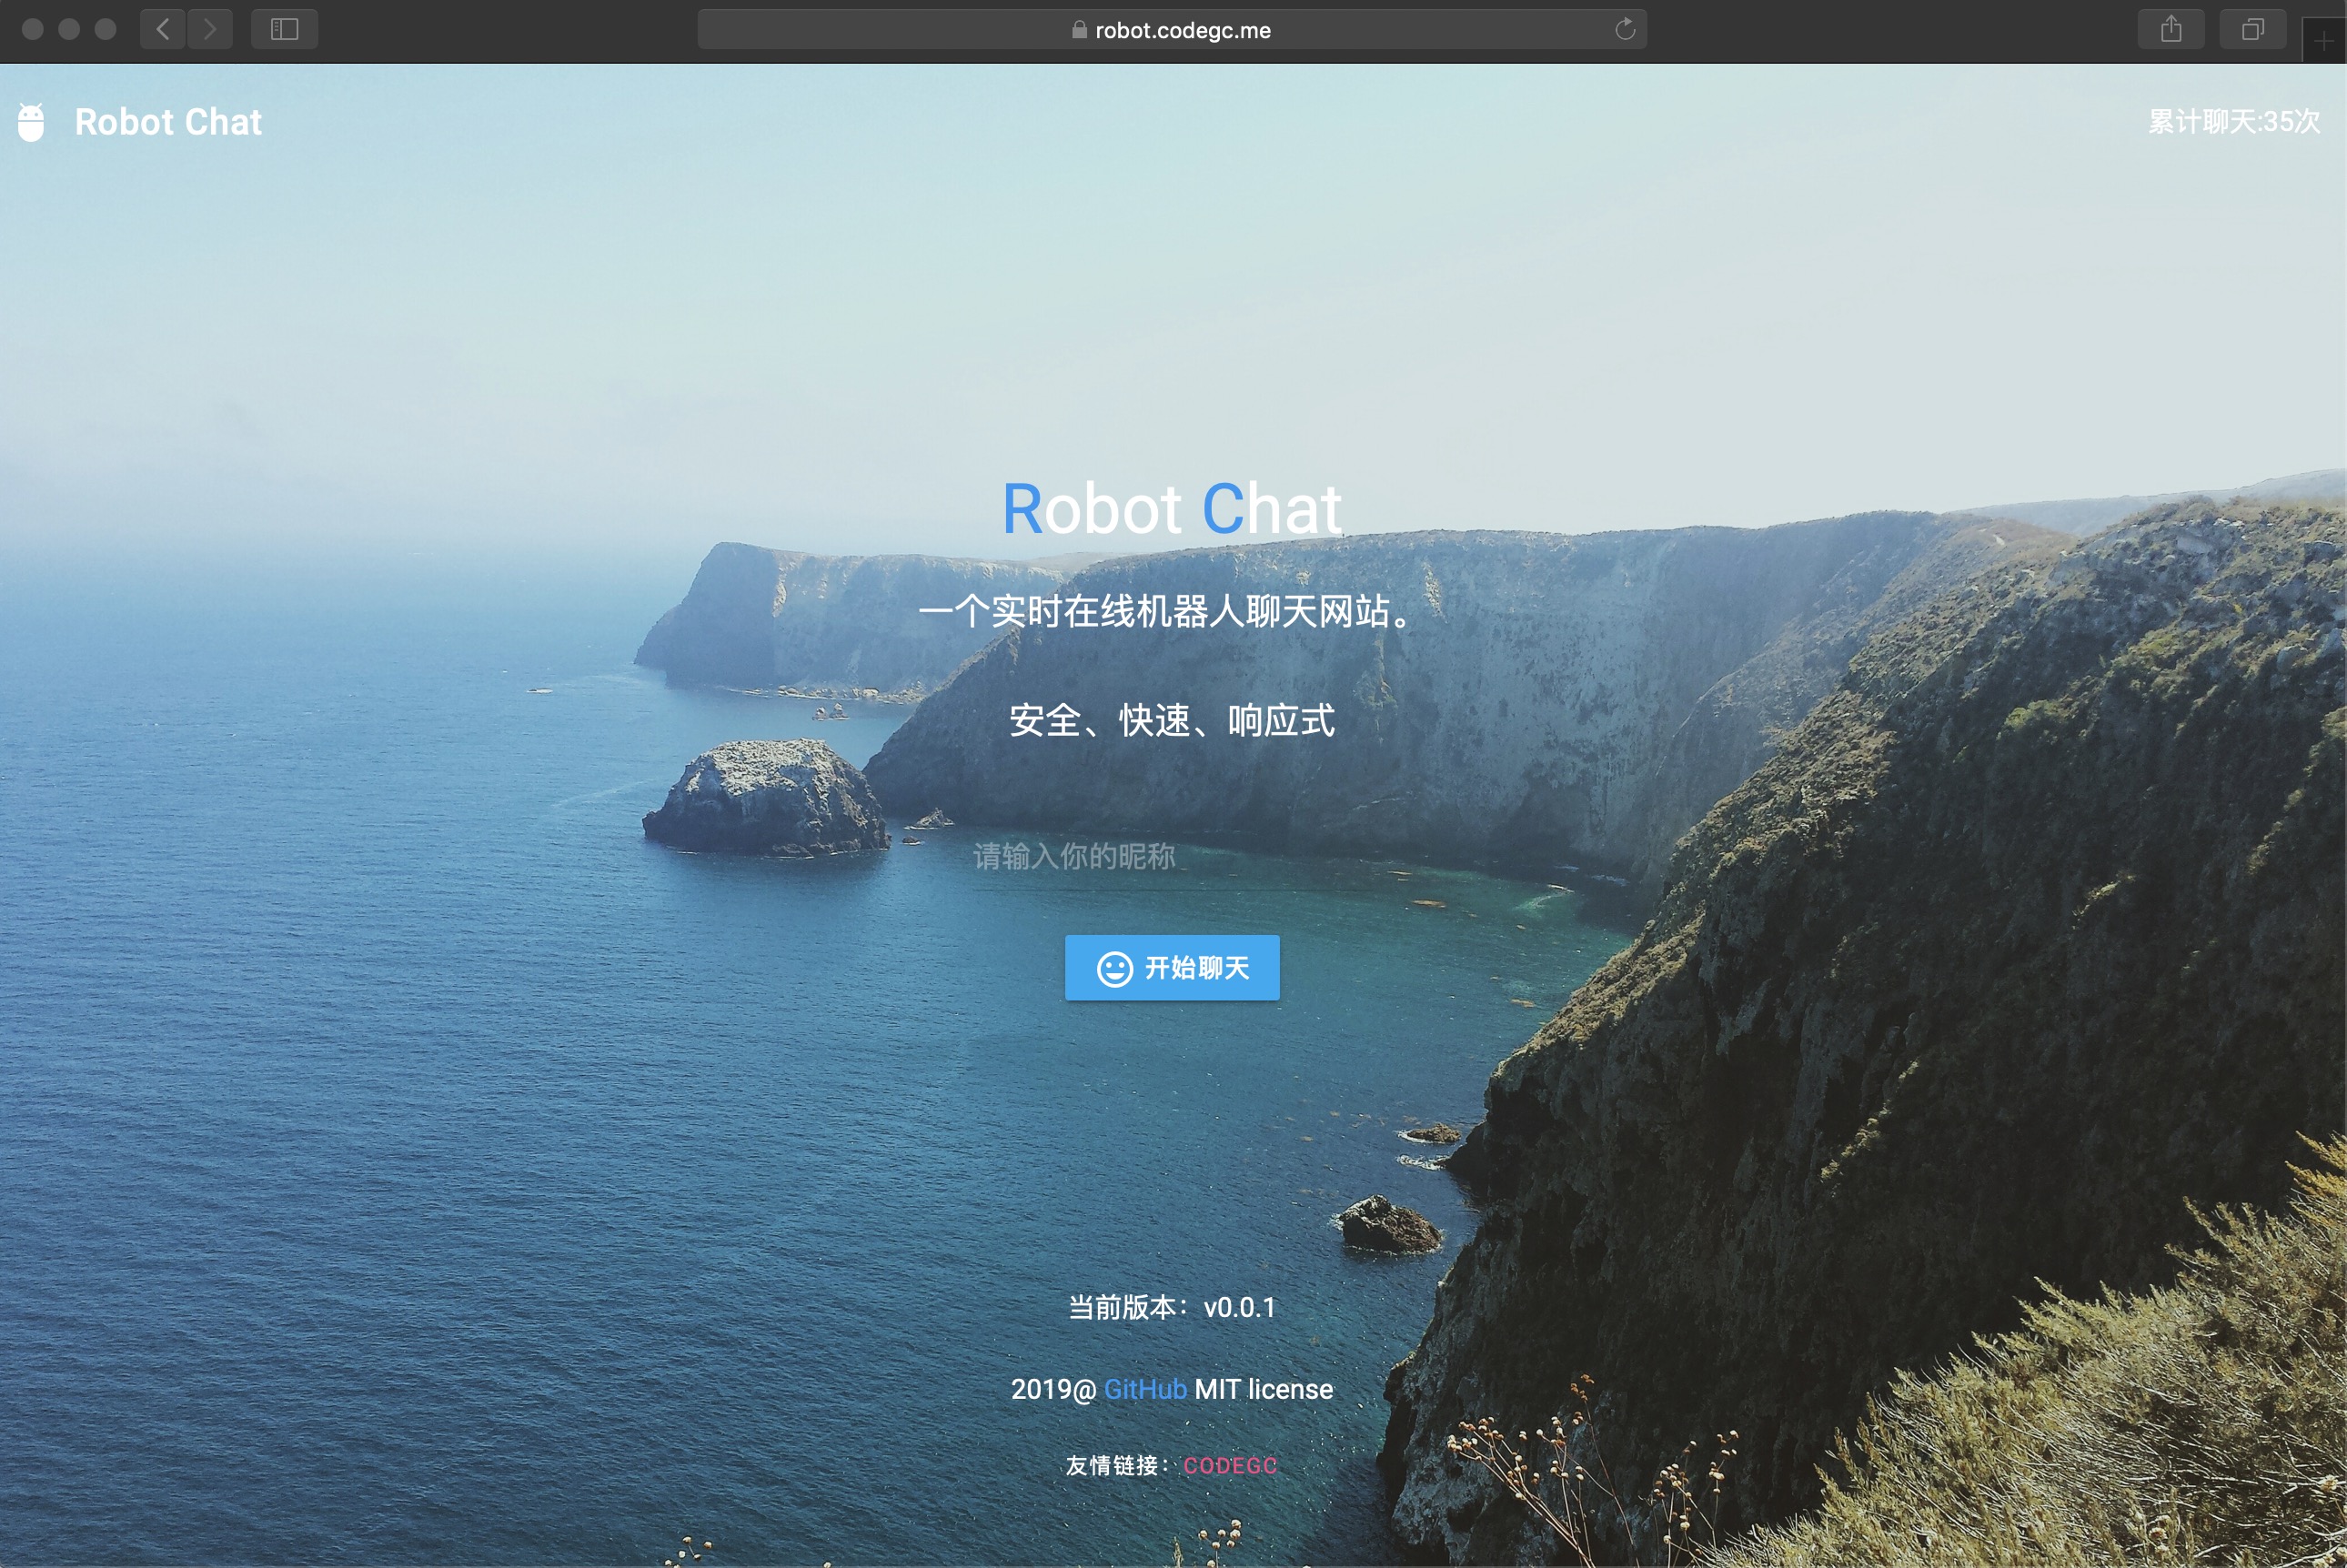 robot.codegc.me
Robot Chat
累计聊天:35次
Robot Chat
一个实时在线机器人聊天网站。
安全、快速、响应式
请输入你的昵称
开始聊天
当前版本：v0.0.1
2019@ GitHub MIT license
友情链接：CODEGC